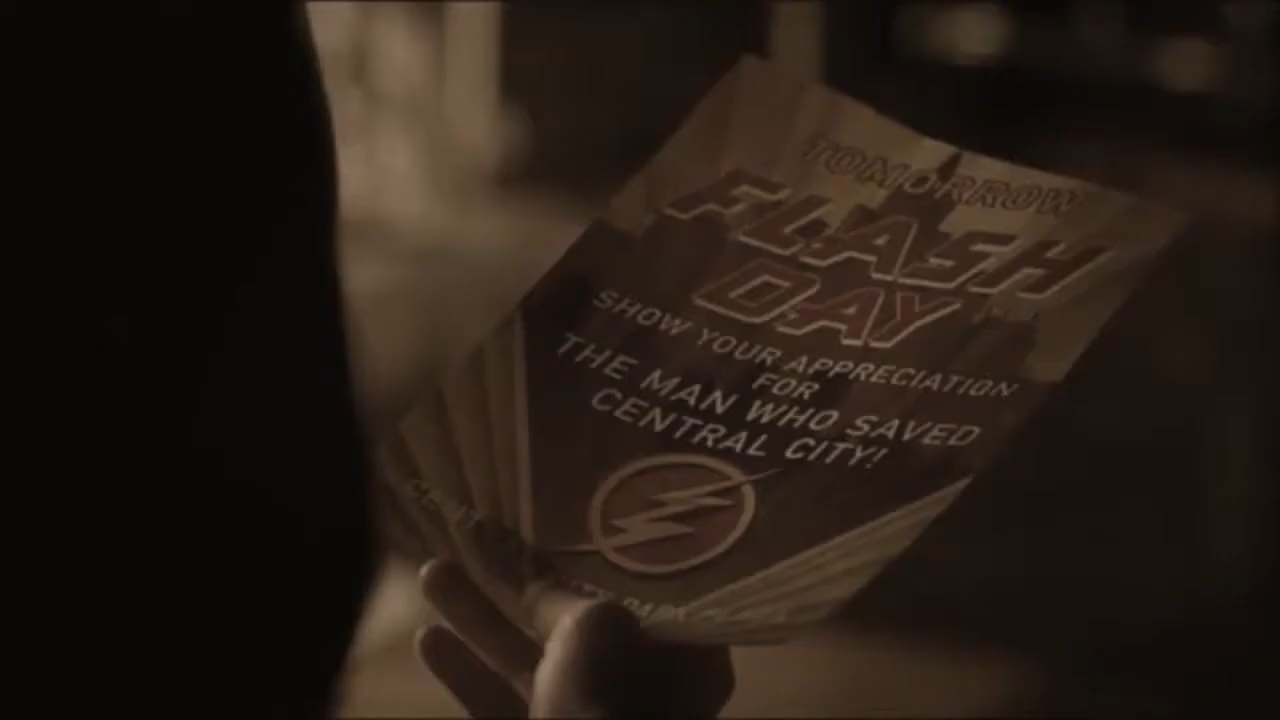 TOMORROW
FLASH
DAY
SHOW YOUR APPRECIATION
FOR
THE MAN WHO SAVED
CENTRAL CITY!